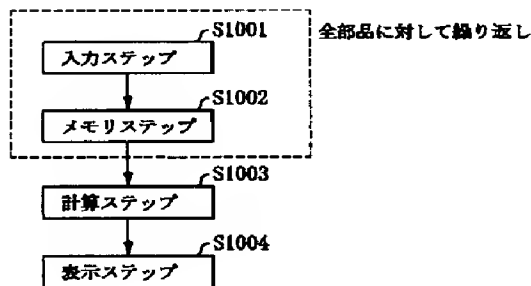 S1001
全部品に対して繰り返し
入力ステップ
S1002
メモリステップ
S1003
計算ステップ
S1004
表示ステップ